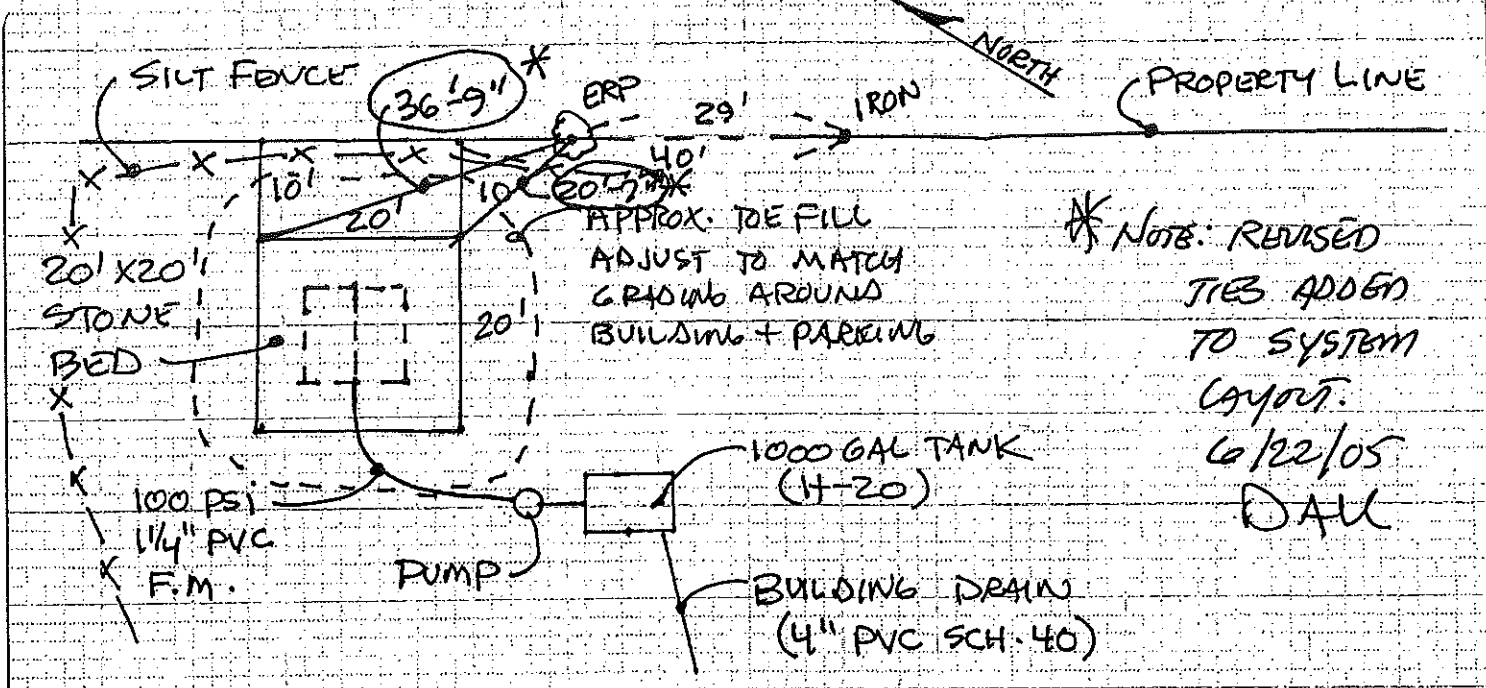 NORTH
SILT FENCE
36'-9" *
ERP
29'
IRON
PROPERTY LINE
40'
10'
10
20'-7" *
20'
APPROX. TOE FILL
ADJUST TO MATCH
GRADING AROUND
BUILDING + PARKING
20' X 20'
STONE
BED
20'
* NOTE: REVISED
TIES ADDED
TO SYSTEM
LAYOUT.
6/22/05
DAK
1000 GAL TANK
(H-20)
100 PSi
1 1/4" PVC
F.M.
PUMP
BUILDING DRAIN
(4" PVC SCH. 40)